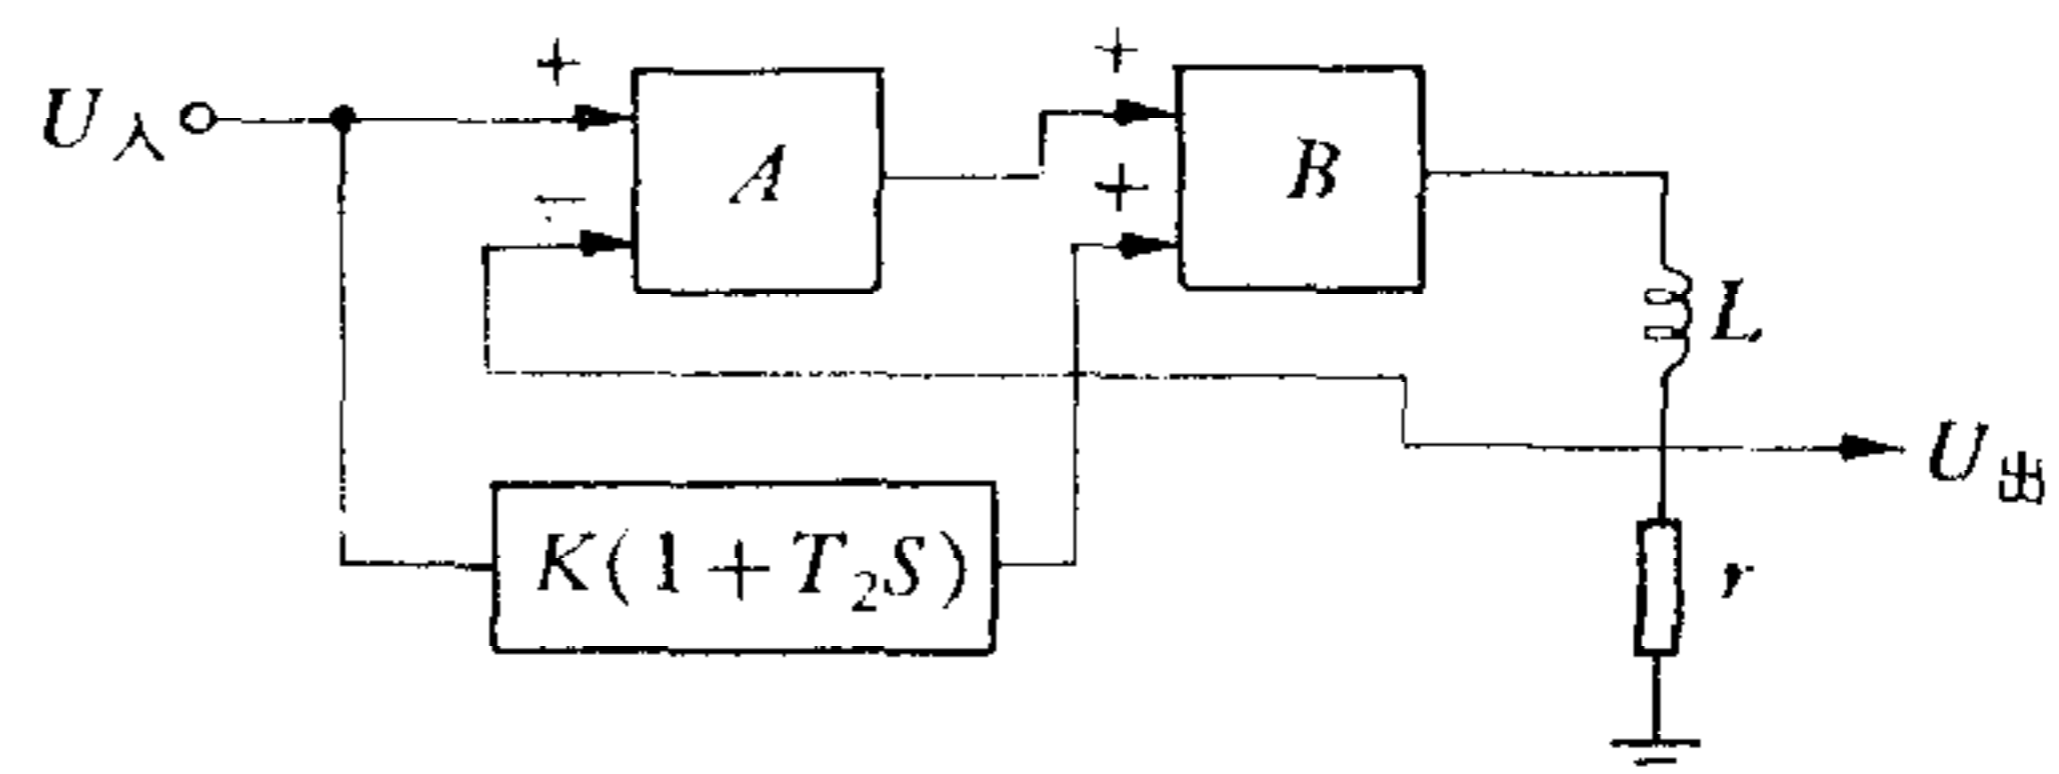 U入
+
−
A
+
+
B
L
U出
K(1+T₂S)
r